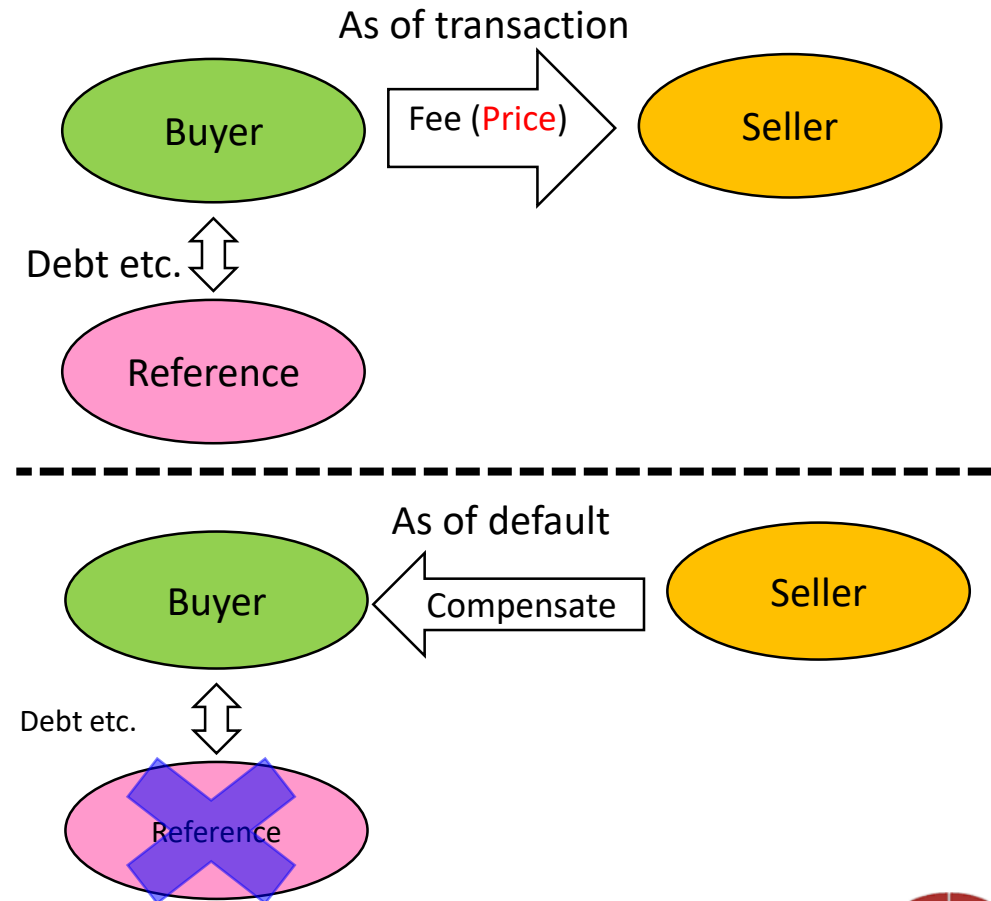 As of transaction
Buyer
Fee (Price)
Seller
Debt etc.
Reference
As of default
Buyer
Compensate
Seller
Debt etc.
Reference